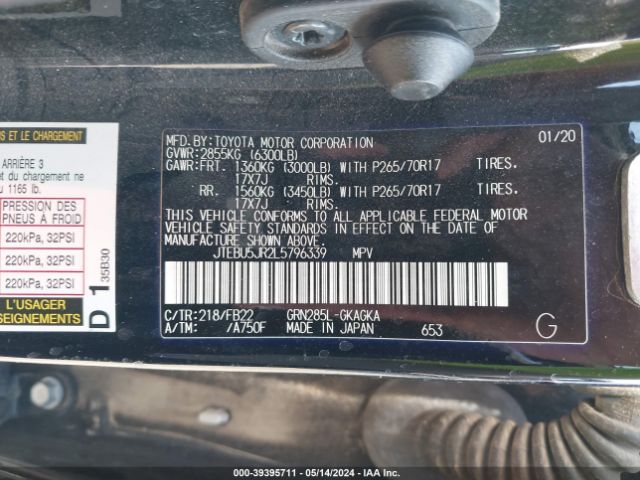 S ET LE CHARGEMENT
ARRIÈRE 3
et du chargement ne
u 1165 lb.
PRESSION DES
PNEUS À FROID
220kPa, 32PSI
220kPa, 32PSI
220kPa, 32PSI
L'USAGER
SEIGNEMENTS
D 1 35B30
MFD.BY:TOYOTA MOTOR CORPORATION 01/20
GVWR:2855KG (6300LB)
GAWR:FRT. 1360KG (3000LB) WITH P265/70R17 TIRES.
17X7J RIMS.
RR. 1560KG (3450LB) WITH P265/70R17 TIRES.
17X7J RIMS.
THIS VEHICLE CONFORMS TO ALL APPLICABLE FEDERAL MOTOR
VEHICLE SAFETY STANDARDS IN EFFECT ON THE DATE OF
MANUFACTURE SHOWN ABOVE.
JTEBU5JR2L5796339 MPV
C/TR:218/FB22 GRN285L-GKAGKA
A/TM: /A750F MADE IN JAPAN 653 G
000-39395711 - 05/14/2024 - IAA Inc.